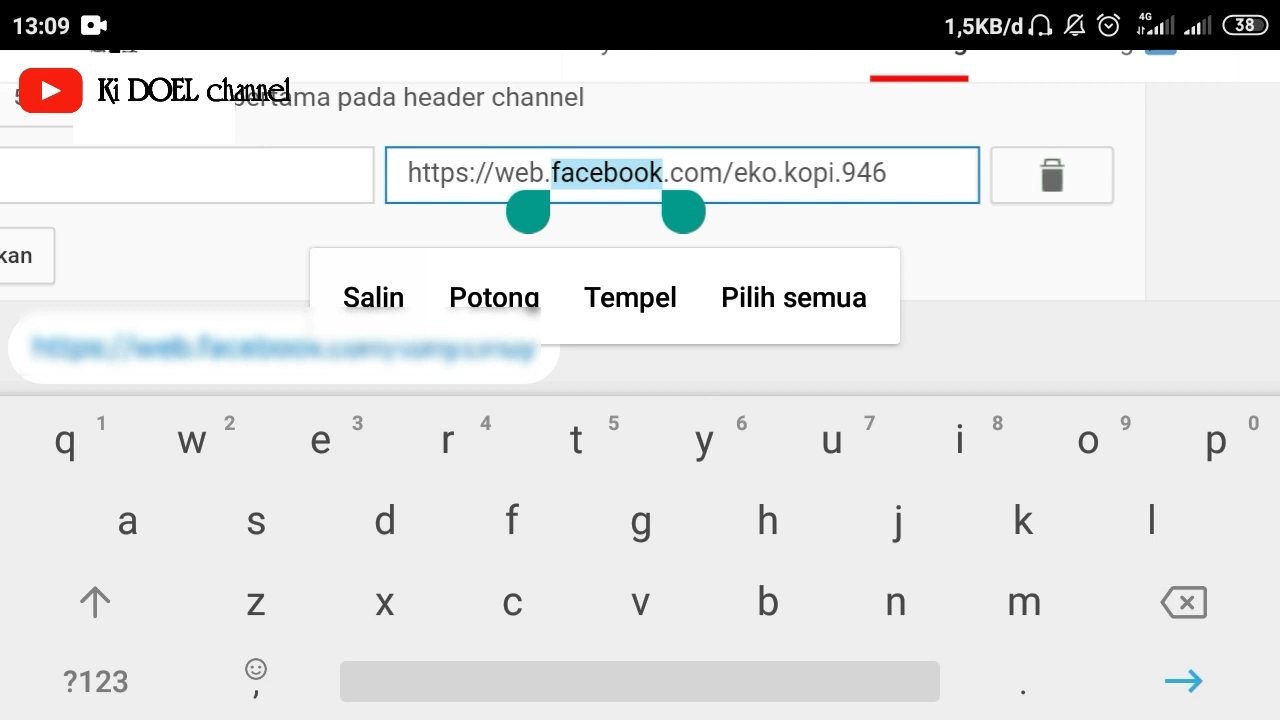 13:09 1,5KB/d 4G 38
Ki DOEL channel
pertama pada header channel
https://web.facebook.com/eko.kopi.946
kan
Salin Potong Tempel Pilih semua
q 1 w 2 e 3 r 4 t 5 y 6 u 7 i 8 o 9 p 0
a s d f g h j k l
z x c v b n m
?123 , .